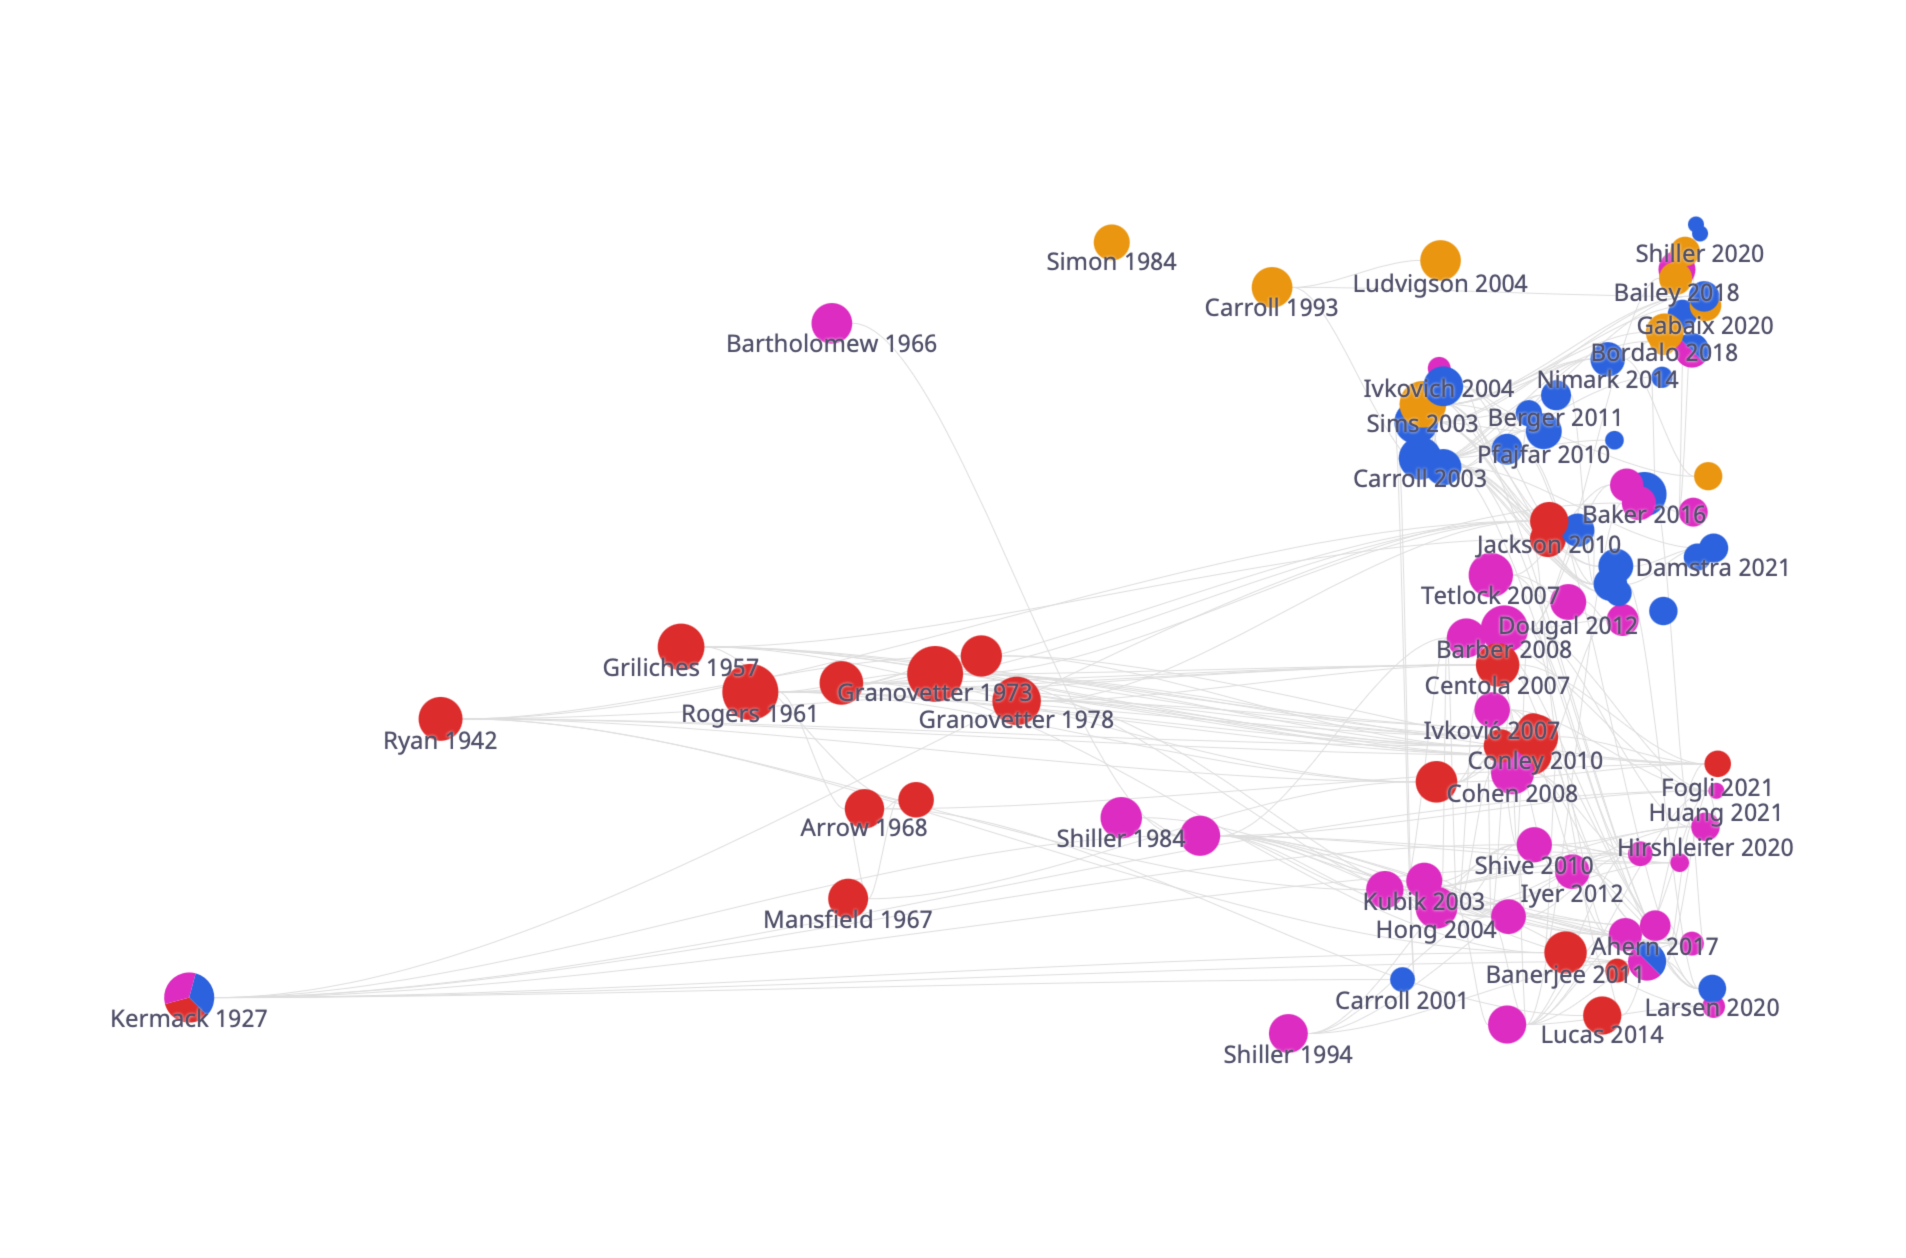 Shiller 2020
Simon 1984
Ludvigson 2004
Bailey 2018
Carroll 1993
Gabaix 2020
Bartholomew 1966
Bordalo 2018
Nimark 2014
Ivkovich 2004
Berger 2011
Sims 2003
Pfajfar 2010
Carroll 2003
Baker 2016
Jackson 2010
Damstra 2021
Tetlock 2007
Dougal 2012
Barber 2008
Griliches 1957
Centola 2007
Granovetter 1973
Rogers 1961
Granovetter 1978
Ivković 2007
Ryan 1942
Conley 2010
Fogli 2021
Cohen 2008
Huang 2021
Arrow 1968
Shiller 1984
Hirshleifer 2020
Shive 2010
Iyer 2012
Kubik 2003
Mansfield 1967
Hong 2004
Ahern 2017
Banerjee 2011
Carroll 2001
Larsen 2020
Kermack 1927
Lucas 2014
Shiller 1994